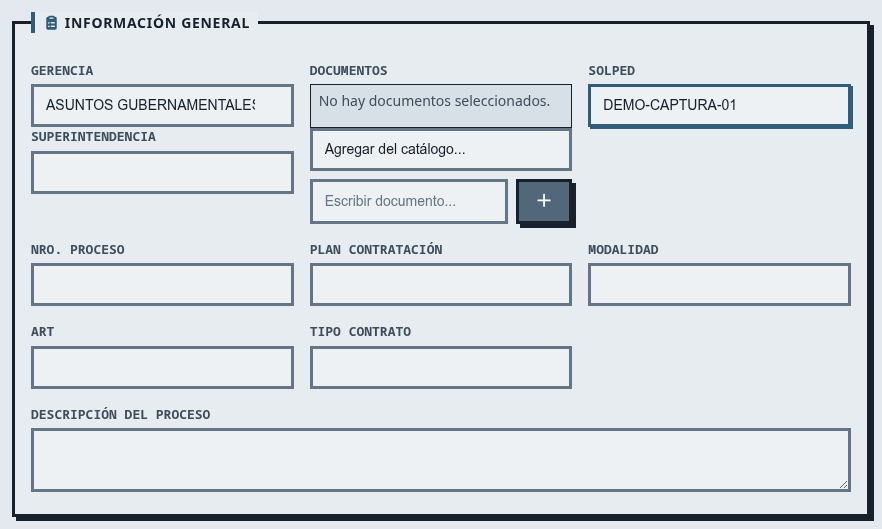 INFORMACIÓN GENERAL
GERENCIA
ASUNTOS GUBERNAMENTALES
SUPERINTENDENCIA
DOCUMENTOS
No hay documentos seleccionados.
Agregar del catálogo...
Escribir documento...
+
SOLPED
DEMO-CAPTURA-01
NRO. PROCESO
PLAN CONTRATACIÓN
MODALIDAD
ART
TIPO CONTRATO
DESCRIPCIÓN DEL PROCESO